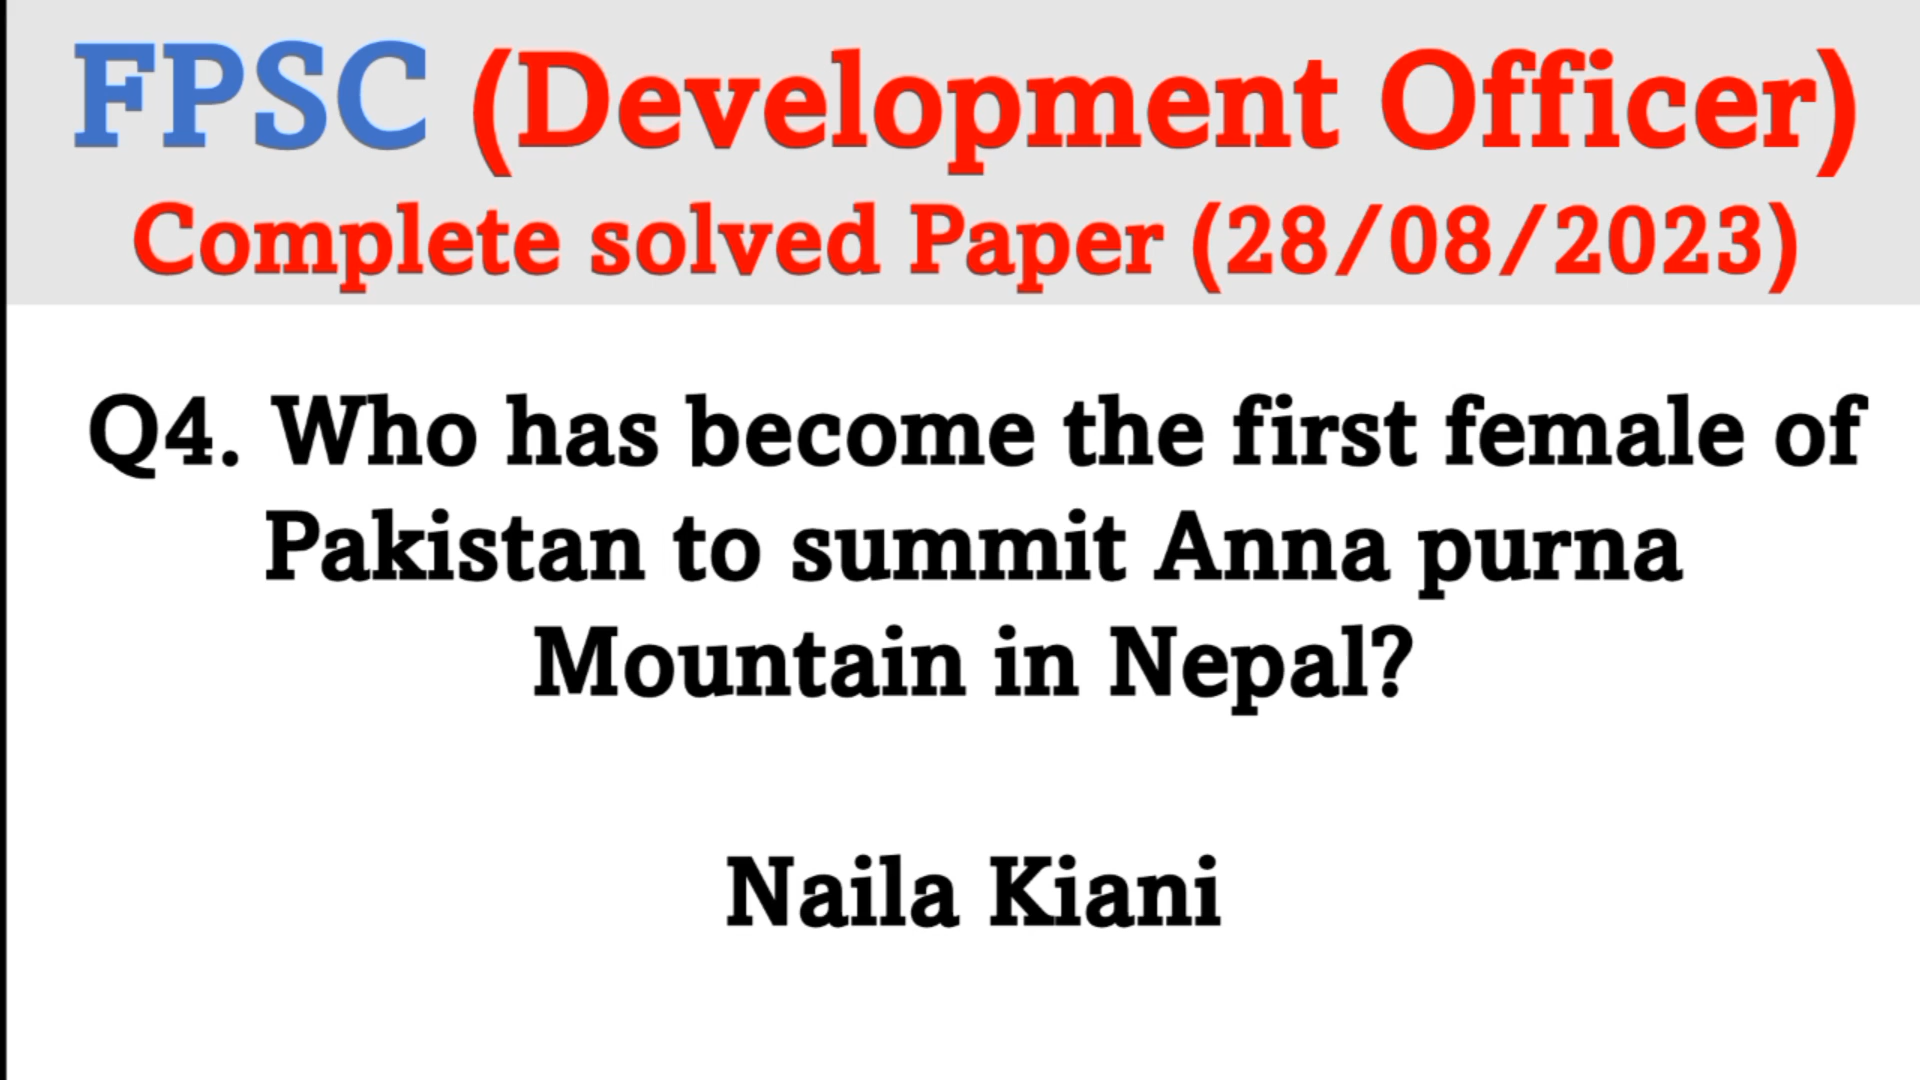 FPSC (Development Officer)
Complete solved Paper (28/08/2023)
Q4. Who has become the first female of
Pakistan to summit Anna purna
Mountain in Nepal?
Naila Kiani